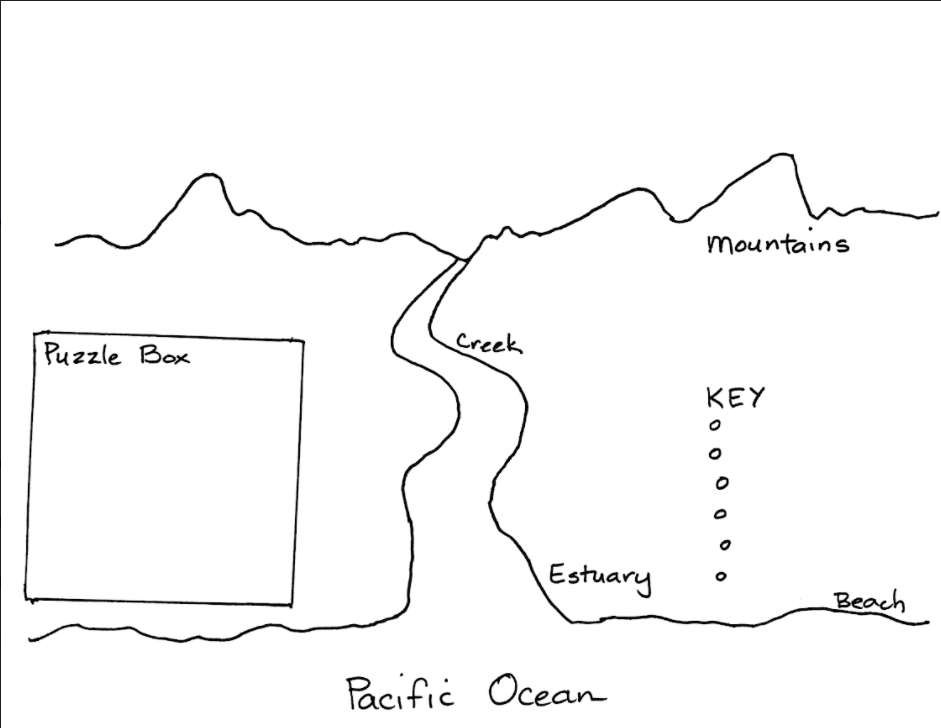 Mountains
Creek
Puzzle Box
KEY
Estuary
Beach
Pacific Ocean